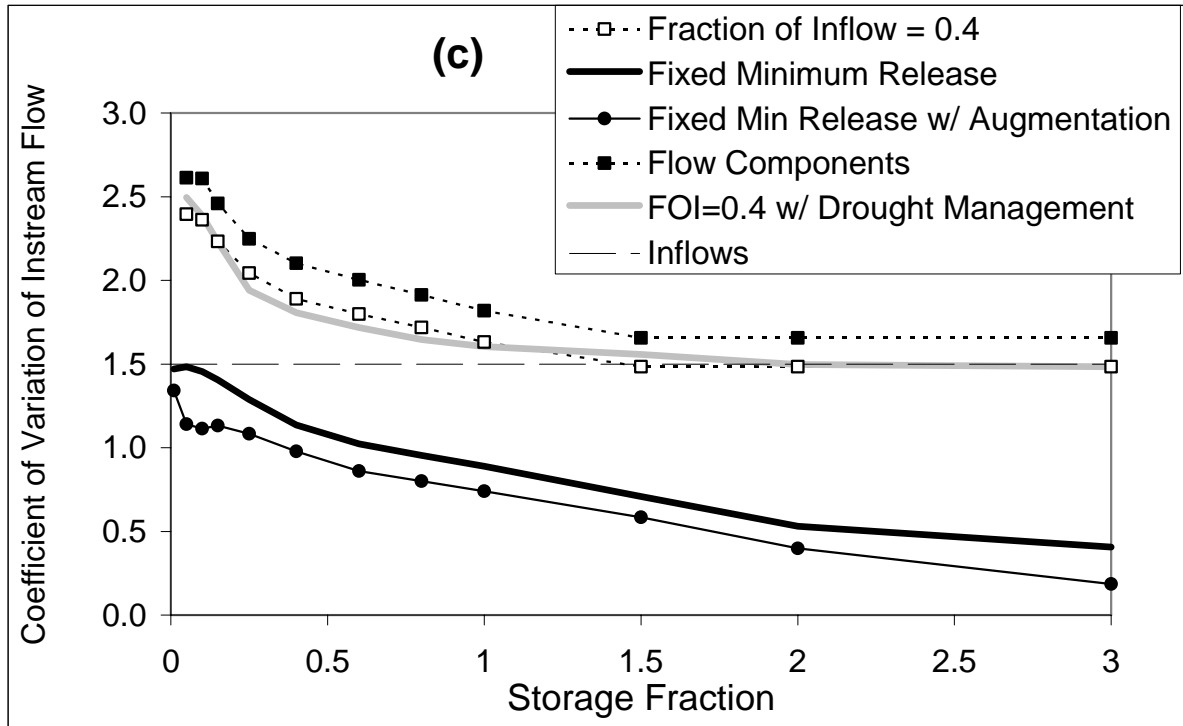 (c)
Fraction of Inflow = 0.4
Fixed Minimum Release
Fixed Min Release w/ Augmentation
Flow Components
FOI=0.4 w/ Drought Management
Inflows
Coefficient of Variation of Instream Flow
3.0
2.5
2.0
1.5
1.0
0.5
0.0
0
0.5
1
1.5
2
2.5
3
Storage Fraction